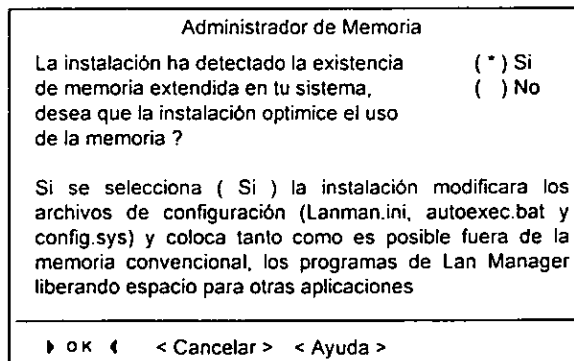 Administrador de Memoria
La instalación ha detectado la existencia ( * ) Si
de memoria extendida en tu sistema, ( ) No
desea que la instalación optimice el uso
de la memoria ?
Si se selecciona ( Si ) la instalación modificara los
archivos de configuración (Lanman.ini, autoexec.bat y
config.sys) y coloca tanto como es posible fuera de la
memoria convencional, los programas de Lan Manager
liberando espacio para otras aplicaciones
OK < Cancelar > < Ayuda >